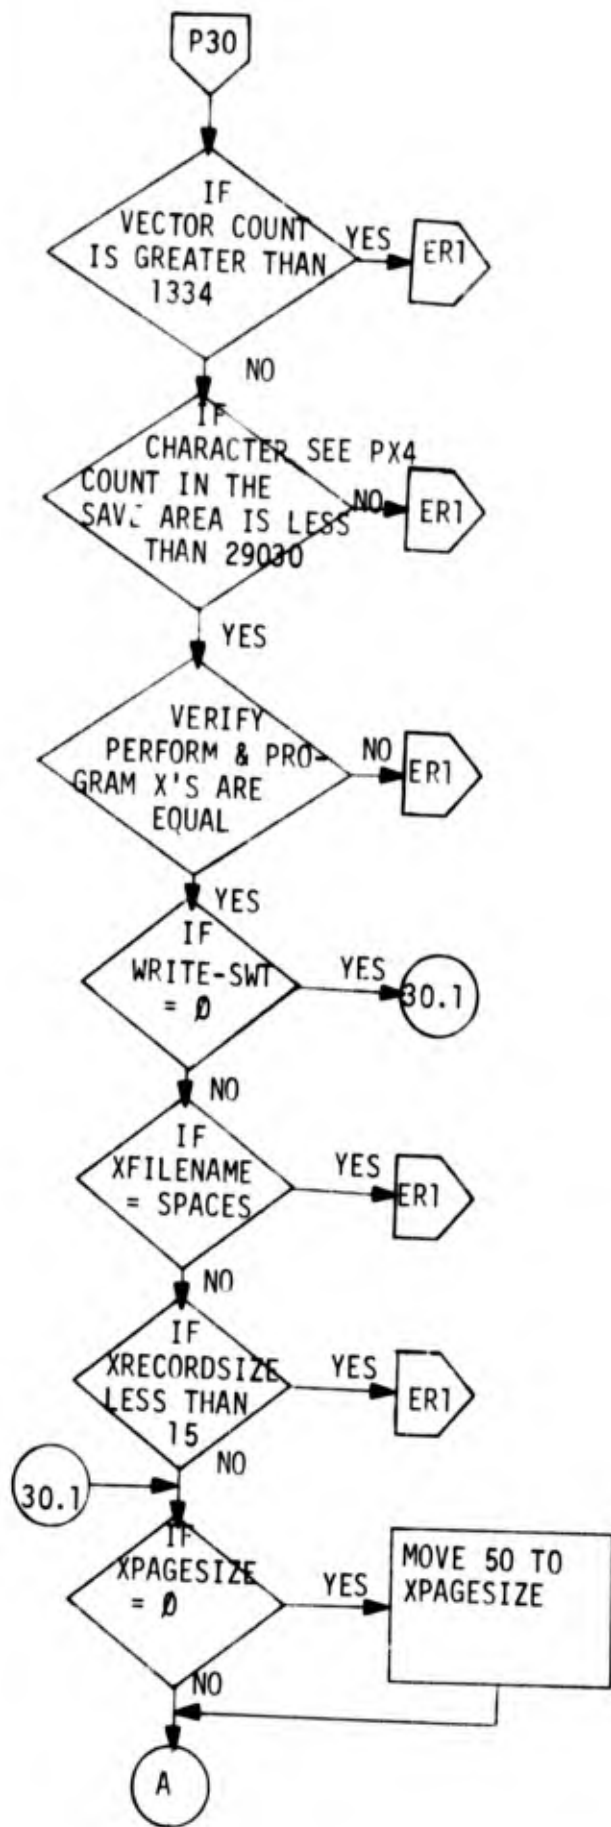 P30
IF
VECTOR COUNT
IS GREATER THAN
1334
YES
ER1
NO
IF
CHARACTER SEE PX4
COUNT IN THE
SAVE AREA IS LESS
THAN 29030
NO
ER1
YES
VERIFY
PERFORM & PRO-
GRAM X'S ARE
EQUAL
NO
ER1
YES
IF
WRITE-SWT
= Ø
YES
30.1
NO
IF
XFILENAME
= SPACES
YES
ER1
NO
IF
XRECORDSIZE
LESS THAN
15
YES
ER1
NO
30.1
IF
XPAGESIZE
= Ø
YES
MOVE 50 TO
XPAGESIZE
NO
A